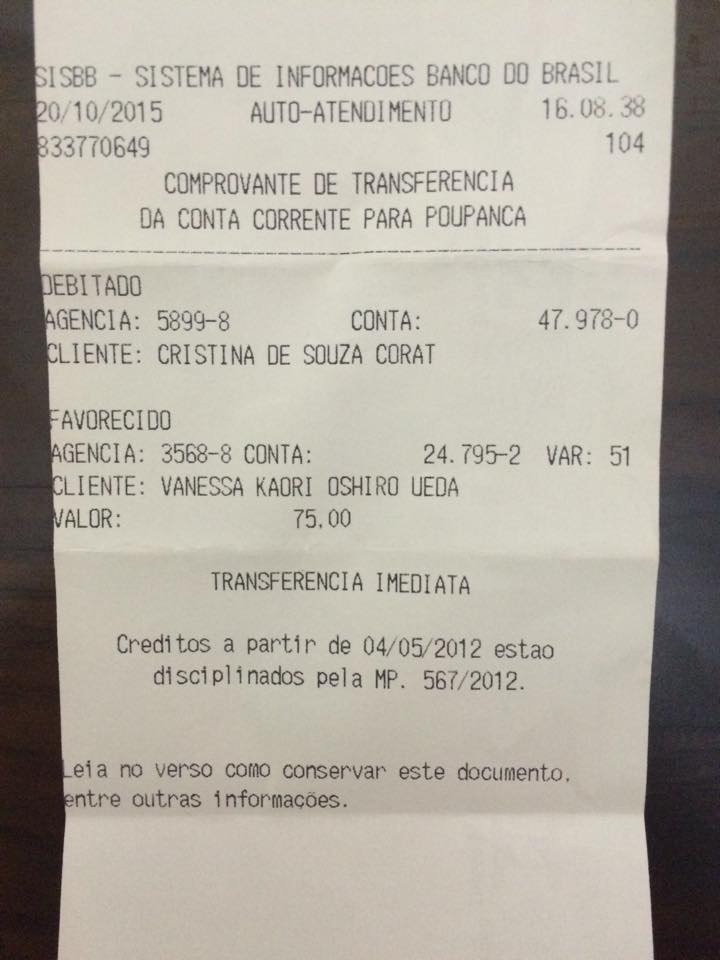 SISBB - SISTEMA DE INFORMACOES BANCO DO BRASIL
20/10/2015 AUTO-ATENDIMENTO 16.08.38
833770649 104
COMPROVANTE DE TRANSFERENCIA
DA CONTA CORRENTE PARA POUPANCA
DEBITADO
AGENCIA: 5899-8 CONTA: 47.978-0
CLIENTE: CRISTINA DE SOUZA CORAT
FAVORECIDO
AGENCIA: 3568-8 CONTA: 24.795-2 VAR: 51
CLIENTE: VANESSA KAORI OSHIRO UEDA
VALOR: 75,00
TRANSFERENCIA IMEDIATA
Creditos a partir de 04/05/2012 estao
disciplinados pela MP. 567/2012.
Leia no verso como conservar este documento,
entre outras informações.